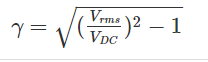 γ = √((V_rms / V_DC)² − 1)